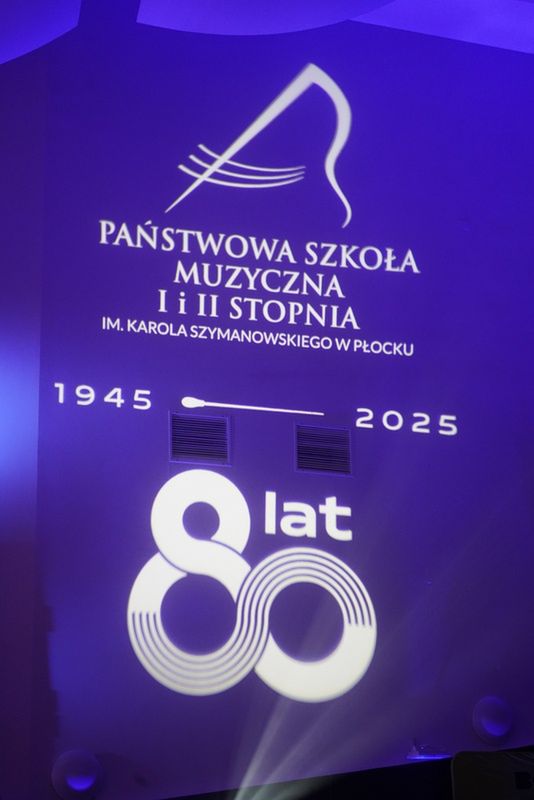 PAŃSTWOWA SZKOŁA
MUZYCZNA
I i II STOPNIA
IM. KAROLA SZYMANOWSKIEGO W PŁOCKU
1945 2025
80 lat